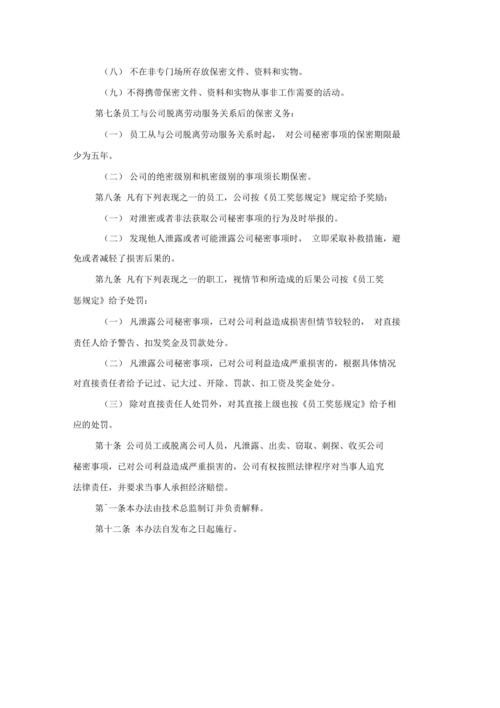 （八） 不在非专门场所存放保密文件、资料和实物。
（九）不得携带保密文件、资料和实物从事非工作需要的活动。
第七条员工与公司脱离劳动服务关系后的保密义务：
（一） 员工从与公司脱离劳动服务关系时起， 对公司秘密事项的保密期限最
少为五年。
（二） 公司的绝密级别和机密级别的事项须长期保密。
第八条 凡有下列表现之一的员工，公司按《员工奖惩规定》规定给予奖励：
（一） 对泄密或者非法获取公司秘密事项的行为及时举报的。
（二） 发现他人泄露或者可能泄露公司秘密事项时， 立即采取补救措施，避
免或者减轻了损害后果的。
第九条 凡有下列表现之一的职工，视情节和所造成的后果公司按《员工奖
惩规定》给予处罚：
（一） 凡泄露公司秘密事项，已对公司利益造成损害但情节较轻的， 对直接
责任人给予警告、扣发奖金及罚款处分。
（二） 凡泄露公司秘密事项，已对公司利益造成严重损害的，根据具体情况
对直接责任者给予记过、记大过、开除、罚款、扣工资及奖金处分。
（三） 除对直接责任人处罚外，对其直接上级也按《员工奖惩规定》给予相
应的处罚。
第十条 公司员工或脱离公司人员，凡泄露、出卖、窃取、刺探、收买公司
秘密事项，已对公司利益造成严重损害的，公司有权按照法律程序对当事人追究
法律责任，并要求当事人承担经济赔偿。
第˜一条本办法由技术总监制订并负责解释。
第十二条 本办法自发布之日起施行。